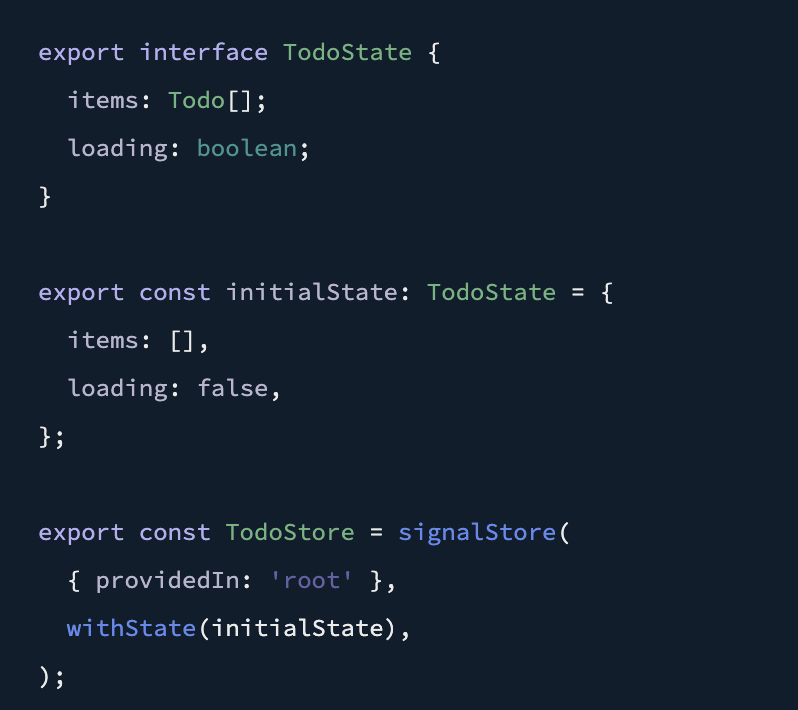 export interface TodoState {
  items: Todo[];
  loading: boolean;
}

export const initialState: TodoState = {
  items: [],
  loading: false,
};

export const TodoStore = signalStore(
  { providedIn: 'root' },
  withState(initialState),
);